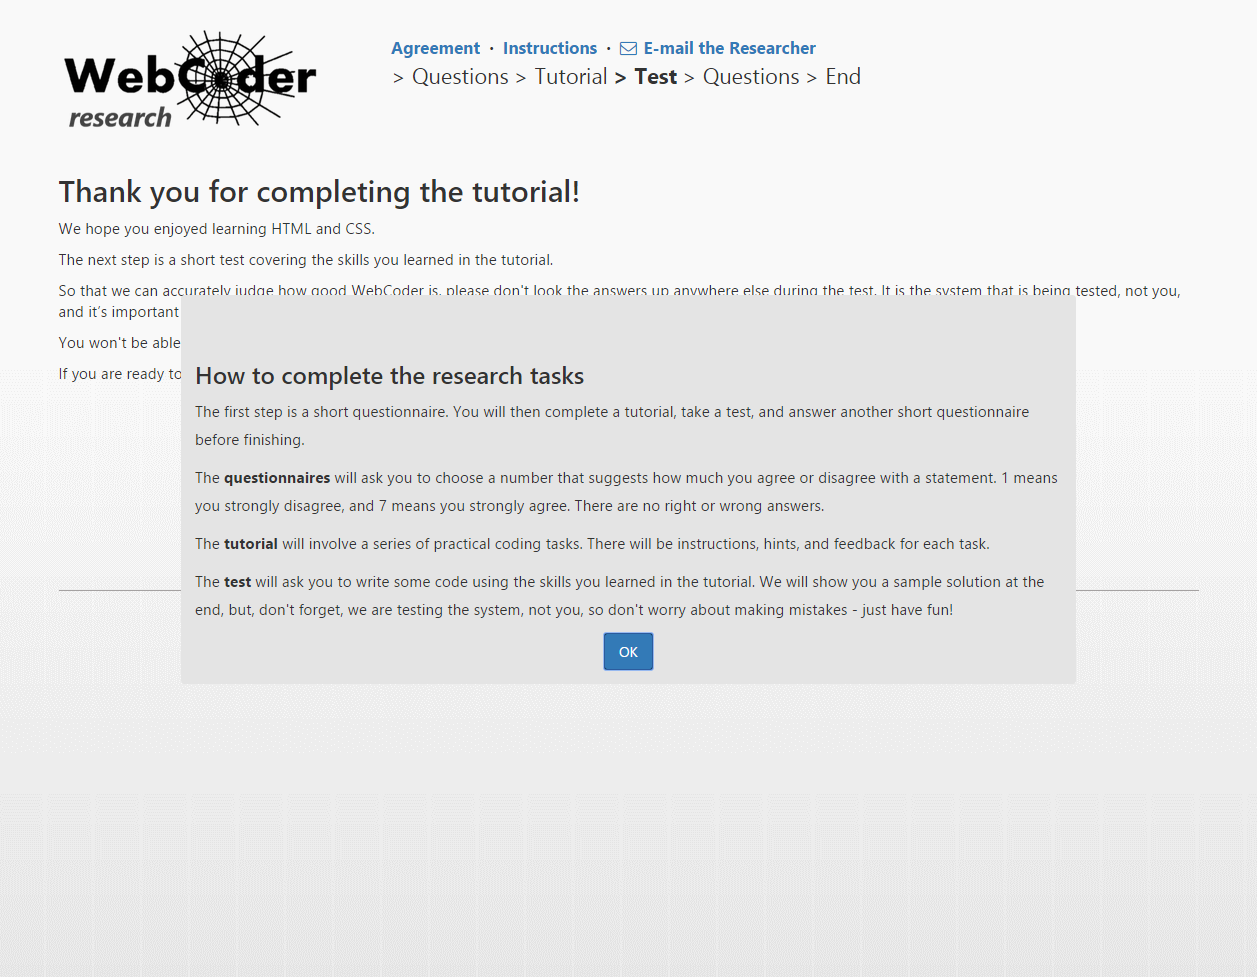 WebCoder
research
Agreement · Instructions · E-mail the Researcher
> Questions > Tutorial > Test > Questions > End
Thank you for completing the tutorial!
We hope you enjoyed learning HTML and CSS.
The next step is a short test covering the skills you learned in the tutorial.
So that we can accurately judge how good WebCoder is, please don't look the answers up anywhere else during the test. It is the system that is being tested, not you,
and it’s important
You won't be able
If you are ready to
How to complete the research tasks
The first step is a short questionnaire. You will then complete a tutorial, take a test, and answer another short questionnaire
before finishing.
The questionnaires will ask you to choose a number that suggests how much you agree or disagree with a statement. 1 means
you strongly disagree, and 7 means you strongly agree. There are no right or wrong answers.
The tutorial will involve a series of practical coding tasks. There will be instructions, hints, and feedback for each task.
The test will ask you to write some code using the skills you learned in the tutorial. We will show you a sample solution at the
end, but, don't forget, we are testing the system, not you, so don't worry about making mistakes - just have fun!
OK